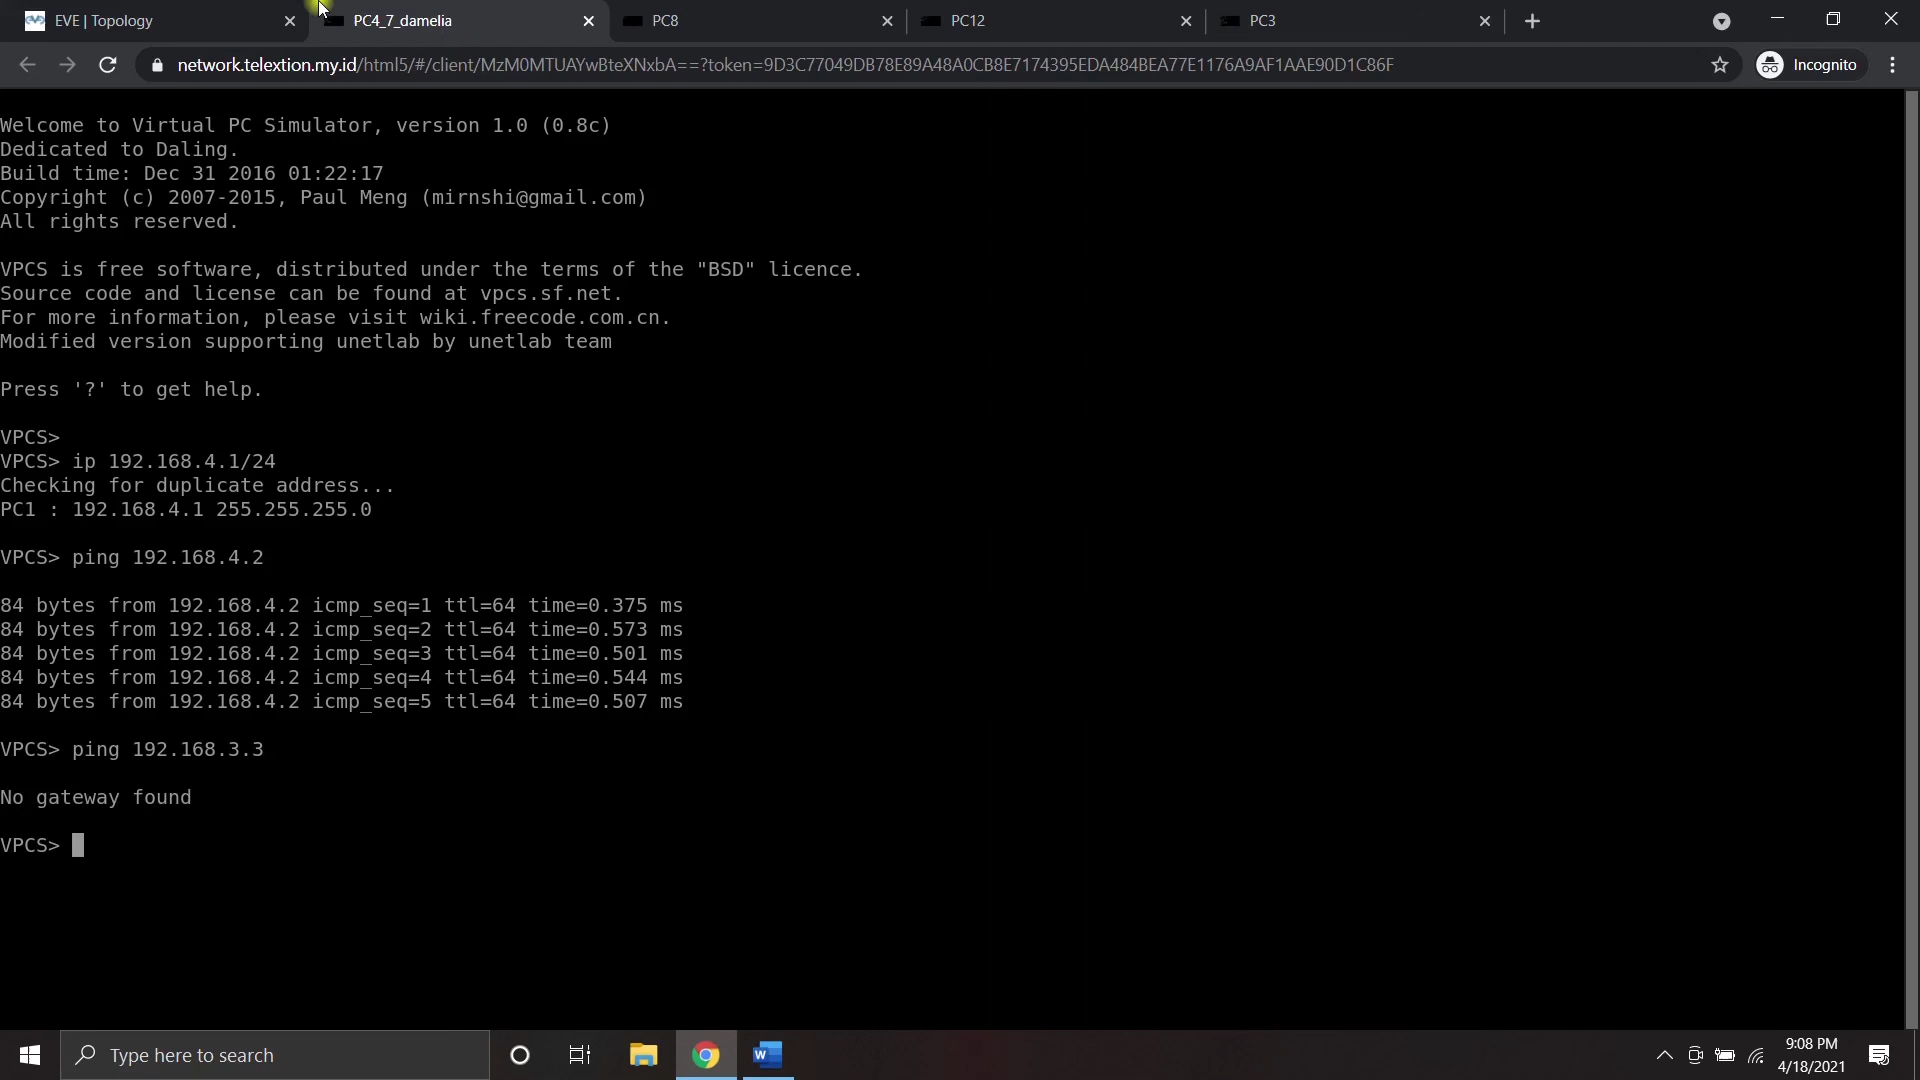 EVE | Topology
PC4_7_damelia
PC8
PC12
PC3
network.telextion.my.id/html5/#/client/MzM0MTUAYwBteXNxbA==?token=9D3C77049DB78E89A48A0CB8E7174395EDA484BEA77E1176A9AF1AAE90D1C86F
Incognito
Welcome to Virtual PC Simulator, version 1.0 (0.8c)
Dedicated to Daling.
Build time: Dec 31 2016 01:22:17
Copyright (c) 2007-2015, Paul Meng (mirnshi@gmail.com)
All rights reserved.
VPCS is free software, distributed under the terms of the "BSD" licence.
Source code and license can be found at vpcs.sf.net.
For more information, please visit wiki.freecode.com.cn.
Modified version supporting unetlab by unetlab team
Press '?' to get help.
VPCS>
VPCS> ip 192.168.4.1/24
Checking for duplicate address...
PC1 : 192.168.4.1 255.255.255.0
VPCS> ping 192.168.4.2
84 bytes from 192.168.4.2 icmp_seq=1 ttl=64 time=0.375 ms
84 bytes from 192.168.4.2 icmp_seq=2 ttl=64 time=0.573 ms
84 bytes from 192.168.4.2 icmp_seq=3 ttl=64 time=0.501 ms
84 bytes from 192.168.4.2 icmp_seq=4 ttl=64 time=0.544 ms
84 bytes from 192.168.4.2 icmp_seq=5 ttl=64 time=0.507 ms
VPCS> ping 192.168.3.3
No gateway found
VPCS>
Type here to search
9:08 PM
4/18/2021